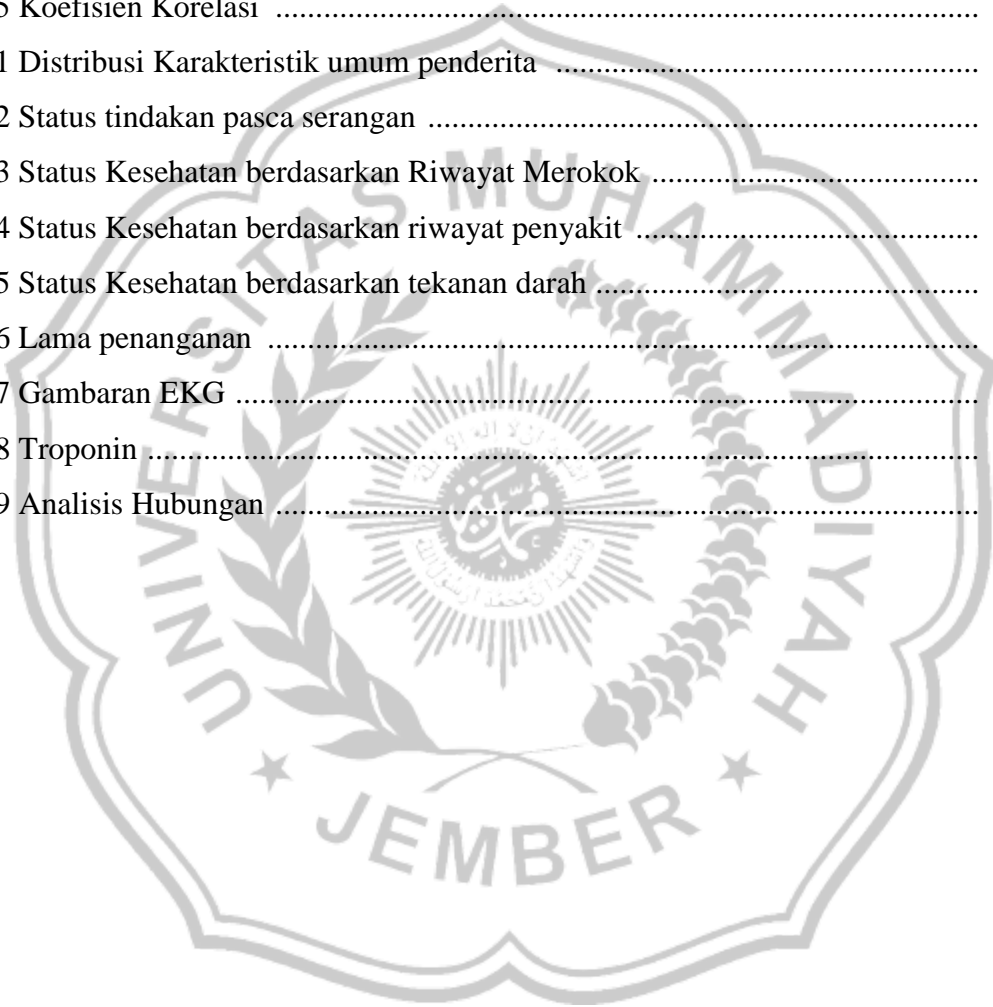 5 Koefisien Korelasi ........................................................................................
1 Distribusi Karakteristik umum penderita .....................................................
2 Status tindakan pasca serangan .....................................................................
3 Status Kesehatan berdasarkan Riwayat Merokok .........................................
4 Status Kesehatan berdasarkan riwayat penyakit ...........................................
5 Status Kesehatan berdasarkan tekanan darah ................................................
6 Lama penanganan .........................................................................................
7 Gambaran EKG .............................................................................................
8 Troponin ........................................................................................................
9 Analisis Hubungan ........................................................................................
UNIVERSITAS MUHAMMADIYAH
JEMBER